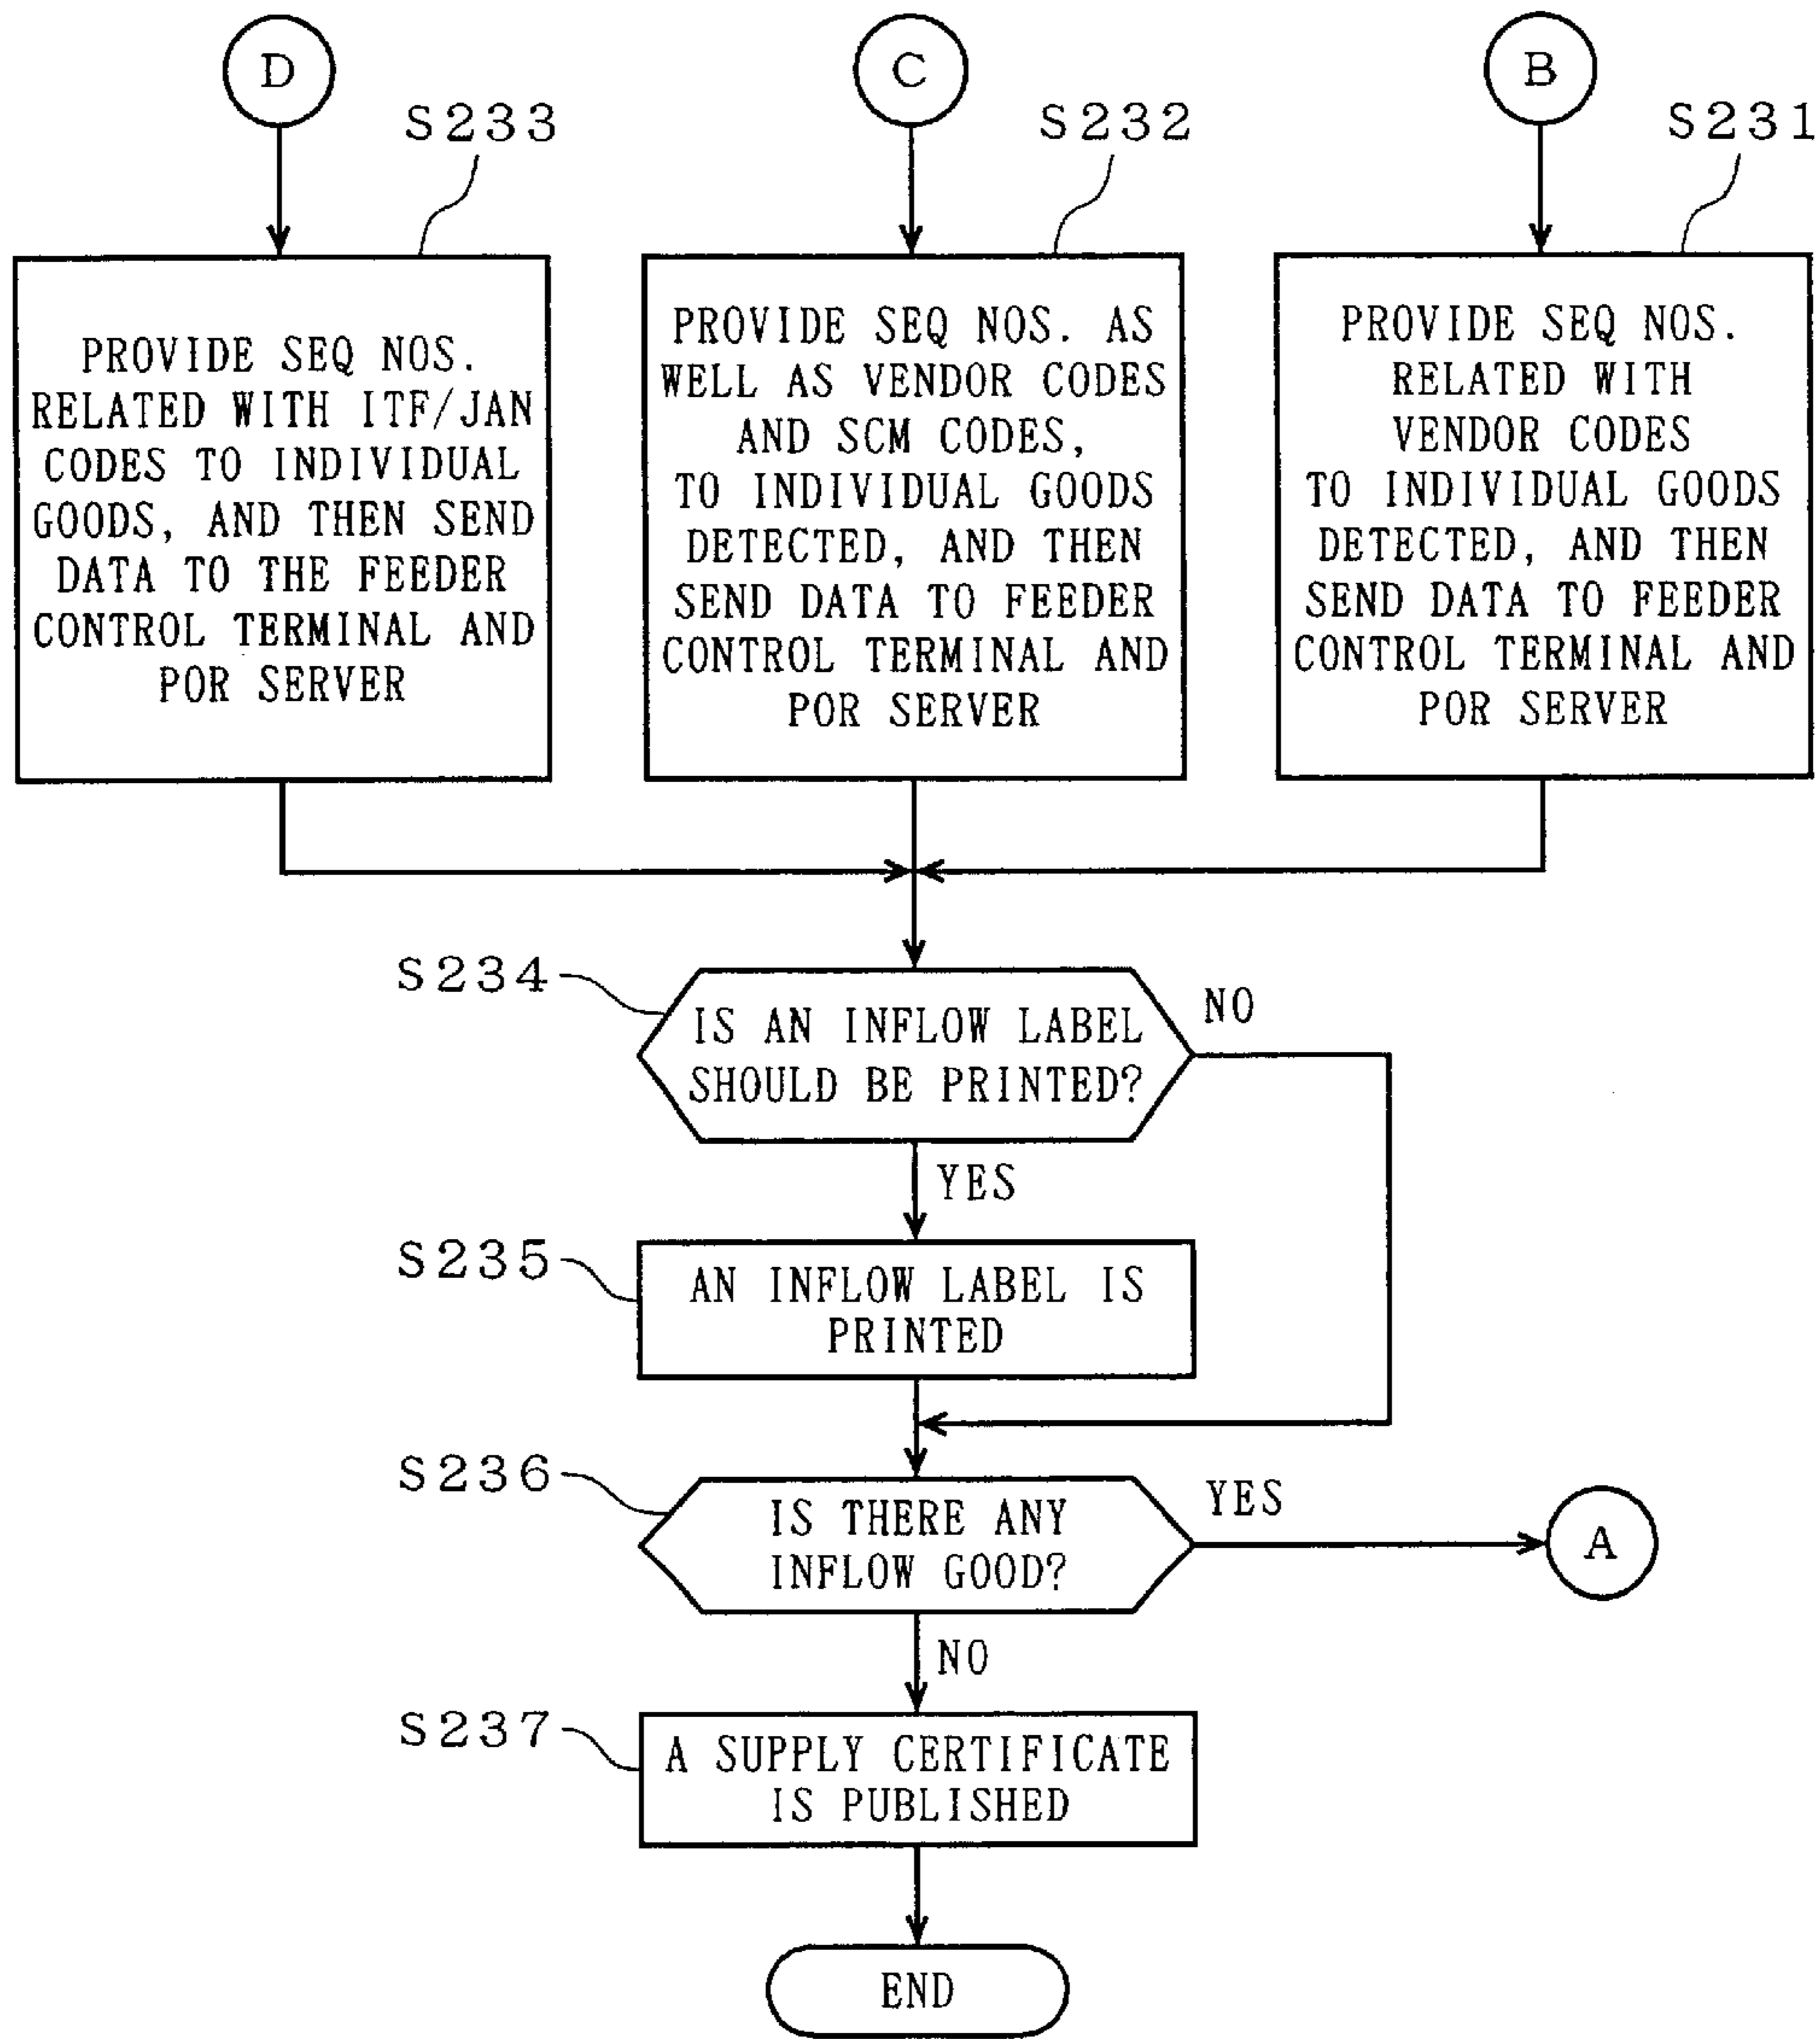 D
C
B
S233
S232
S231
PROVIDE SEQ NOS.
RELATED WITH ITF/JAN
CODES TO INDIVIDUAL
GOODS, AND THEN SEND
DATA TO THE FEEDER
CONTROL TERMINAL AND
POR SERVER
PROVIDE SEQ NOS. AS
WELL AS VENDOR CODES
AND SCM CODES,
TO INDIVIDUAL GOODS
DETECTED, AND THEN
SEND DATA TO FEEDER
CONTROL TERMINAL AND
POR SERVER
PROVIDE SEQ NOS.
RELATED WITH
VENDOR CODES
TO INDIVIDUAL GOODS
DETECTED, AND THEN
SEND DATA TO FEEDER
CONTROL TERMINAL AND
POR SERVER
S234
IS AN INFLOW LABEL
SHOULD BE PRINTED?
NO
YES
S235
AN INFLOW LABEL IS
PRINTED
S236
IS THERE ANY
INFLOW GOOD?
YES
A
NO
S237
A SUPPLY CERTIFICATE
IS PUBLISHED
END